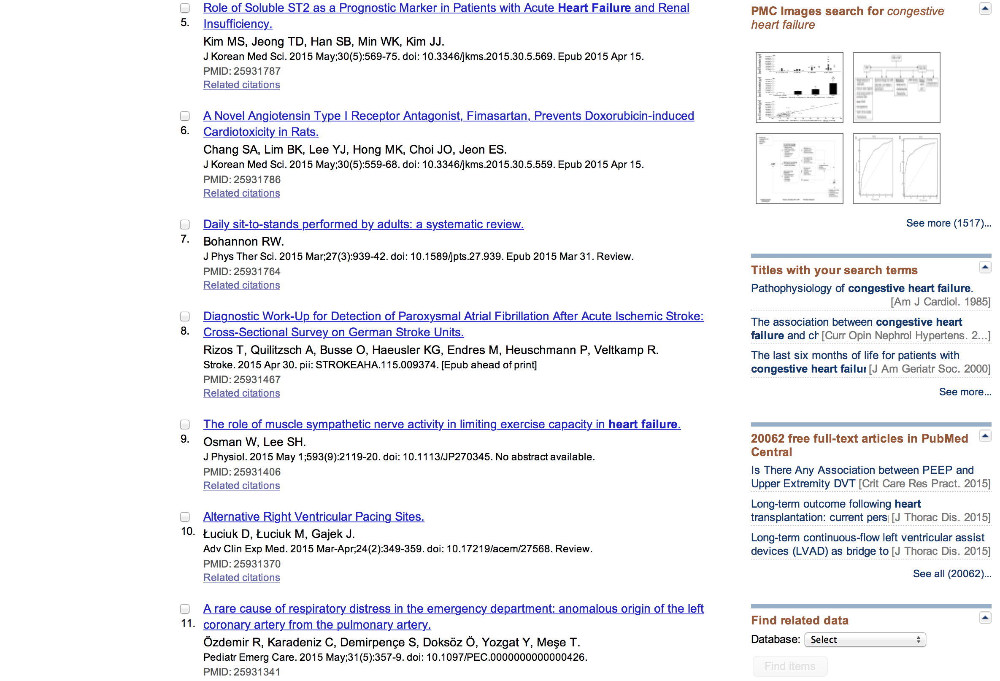 5.
Role of Soluble ST2 as a Prognostic Marker in Patients with Acute Heart Failure and Renal
Insufficiency.
Kim MS, Jeong TD, Han SB, Min WK, Kim JJ.
J Korean Med Sci. 2015 May;30(5):569-75. doi: 10.3346/jkms.2015.30.5.569. Epub 2015 Apr 15.
PMID: 25931787
Related citations
6.
A Novel Angiotensin Type I Receptor Antagonist, Fimasartan, Prevents Doxorubicin-induced
Cardiotoxicity in Rats.
Chang SA, Lim BK, Lee YJ, Hong MK, Choi JO, Jeon ES.
J Korean Med Sci. 2015 May;30(5):559-68. doi: 10.3346/jkms.2015.30.5.559. Epub 2015 Apr 15.
PMID: 25931786
Related citations
7.
Daily sit-to-stands performed by adults: a systematic review.
Bohannon RW.
J Phys Ther Sci. 2015 Mar;27(3):939-42. doi: 10.1589/jpts.27.939. Epub 2015 Mar 31. Review.
PMID: 25931764
Related citations
8.
Diagnostic Work-Up for Detection of Paroxysmal Atrial Fibrillation After Acute Ischemic Stroke:
Cross-Sectional Survey on German Stroke Units.
Rizos T, Quilitzsch A, Busse O, Haeusler KG, Endres M, Heuschmann P, Veltkamp R.
Stroke. 2015 Apr 30. pii: STROKEAHA.115.009374. [Epub ahead of print]
PMID: 25931467
Related citations
9.
The role of muscle sympathetic nerve activity in limiting exercise capacity in heart failure.
Osman W, Lee SH.
J Physiol. 2015 May 1;593(9):2119-20. doi: 10.1113/JP270345. No abstract available.
PMID: 25931406
Related citations
10.
Alternative Right Ventricular Pacing Sites.
Łuciuk D, Łuciuk M, Gajek J.
Adv Clin Exp Med. 2015 Mar-Apr;24(2):349-359. doi: 10.17219/acem/27568. Review.
PMID: 25931370
Related citations
11.
A rare cause of respiratory distress in the emergency department: anomalous origin of the left
coronary artery from the pulmonary artery.
Özdemir R, Karadeniz C, Demirpençe S, Doksöz Ö, Yozgat Y, Meşe T.
Pediatr Emerg Care. 2015 May;31(5):357-9. doi: 10.1097/PEC.0000000000000426.
PMID: 25931341
PMC Images search for congestive
heart failure
See more (1517)...
Titles with your search terms
Pathophysiology of congestive heart failure.
[Am J Cardiol. 1985]
The association between congestive heart
failure and ch [Curr Opin Nephrol Hypertens. 2...]
The last six months of life for patients with
congestive heart failur [J Am Geriatr Soc. 2000]
See more...
20062 free full-text articles in PubMed
Central
Is There Any Association between PEEP and
Upper Extremity DVT [Crit Care Res Pract. 2015]
Long-term outcome following heart
transplantation: current pers [J Thorac Dis. 2015]
Long-term continuous-flow left ventricular assist
devices (LVAD) as bridge to [J Thorac Dis. 2015]
See all (20062)...
Find related data
Database: Select
Find items